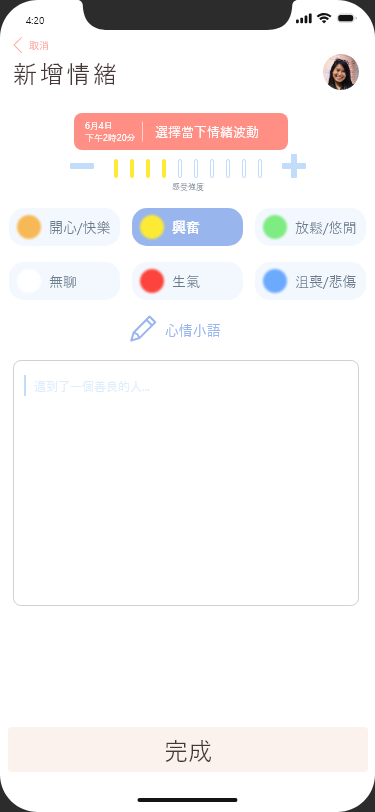 4:20
取消
新增情緒
6月4日
下午2時20分
選擇當下情緒波動
感受強度
開心/快樂
興奮
放鬆/悠閒
無聊
生氣
沮喪/悲傷
心情小語
遇到了一個善良的人...
完成